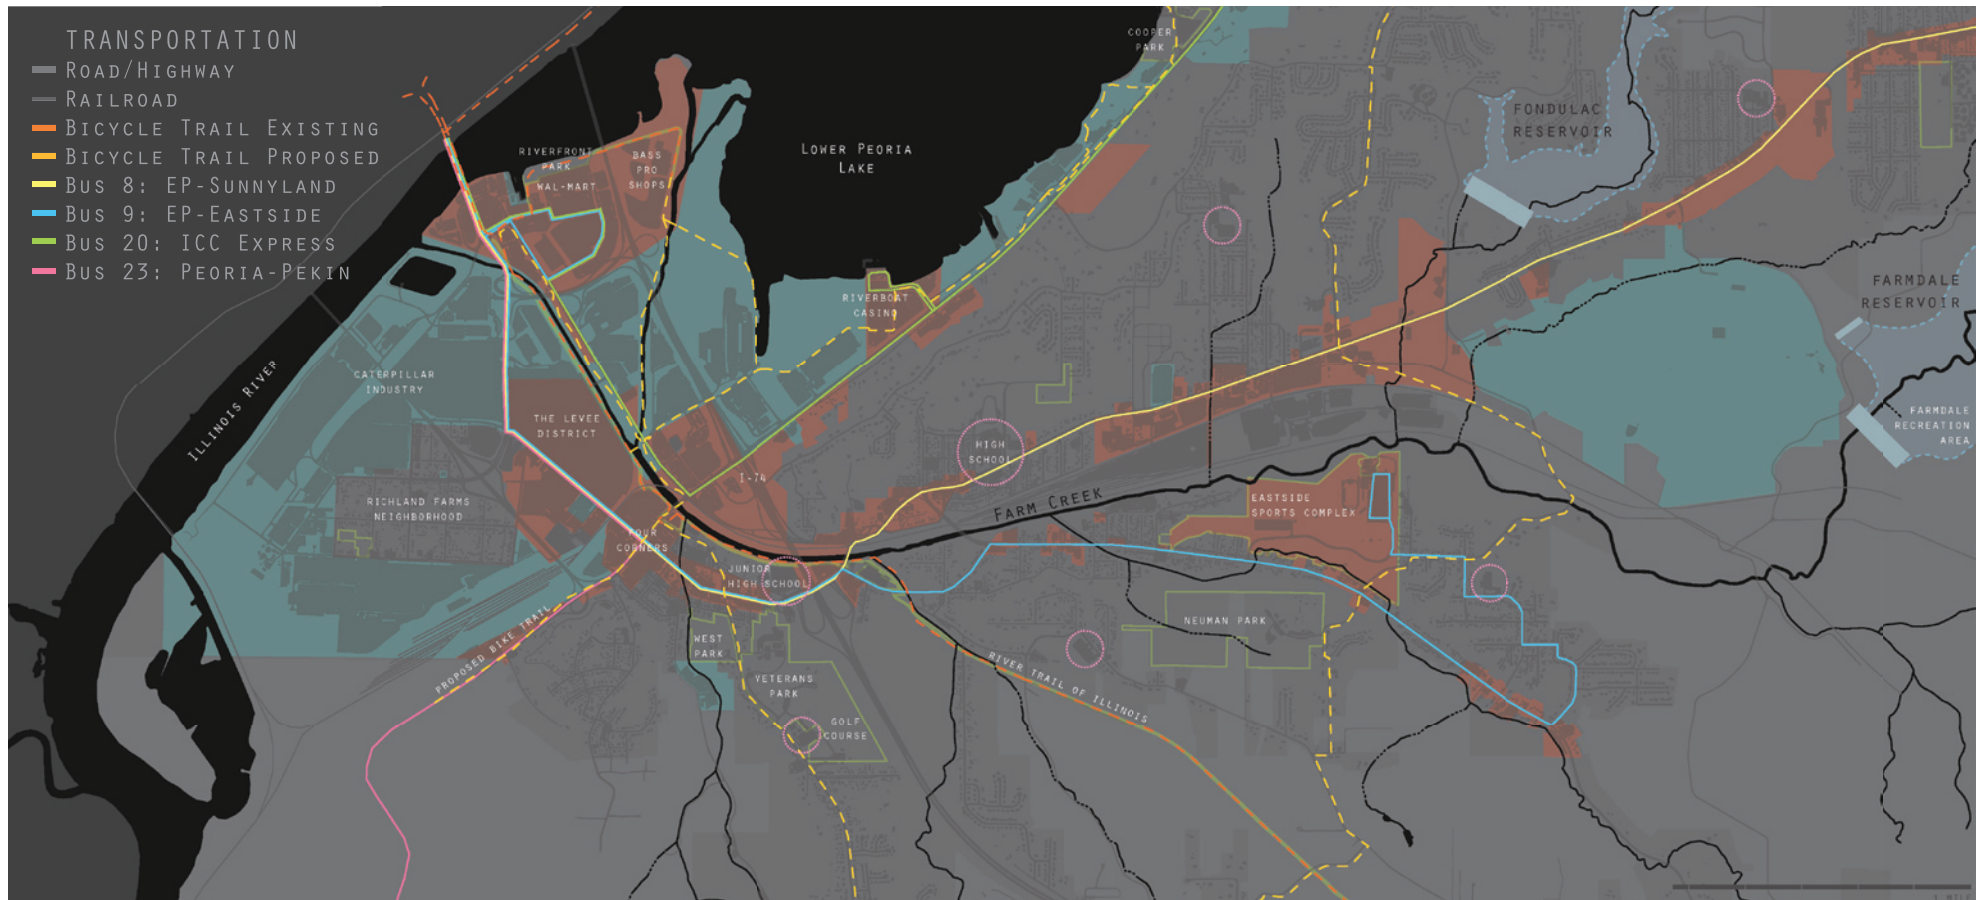 TRANSPORTATION
ROAD/HIGHWAY
RAILROAD
BICYCLE TRAIL EXISTING
BICYCLE TRAIL PROPOSED
BUS 8: EP-SUNNYLAND
BUS 9: EP-EASTSIDE
BUS 20: ICC EXPRESS
BUS 23: PEORIA-PEKIN
COOPER
PARK
RIVERFRONT
PARK
WAL-MART
BASS
PRO
SHOPS
LOWER PEORIA
LAKE
FONDULAC
RESERVOIR
FARMDALE
RESERVOIR
RIVERBOAT
CASINO
CATERPILLAR
INDUSTRY
ILLINOIS RIVER
THE LEVEE
DISTRICT
FARMDALE
RECREATION
AREA
HIGH
SCHOOL
I-74
RICHLAND FARMS
NEIGHBORHOOD
FARM CREEK
EASTSIDE
SPORTS COMPLEX
FOUR
CORNERS
JUNIOR
HIGH SCHOOL
PROPOSED BIKE TRAIL
WEST
PARK
NEUMAN PARK
VETERANS
PARK
RIVER TRAIL OF ILLINOIS
GOLF
COURSE